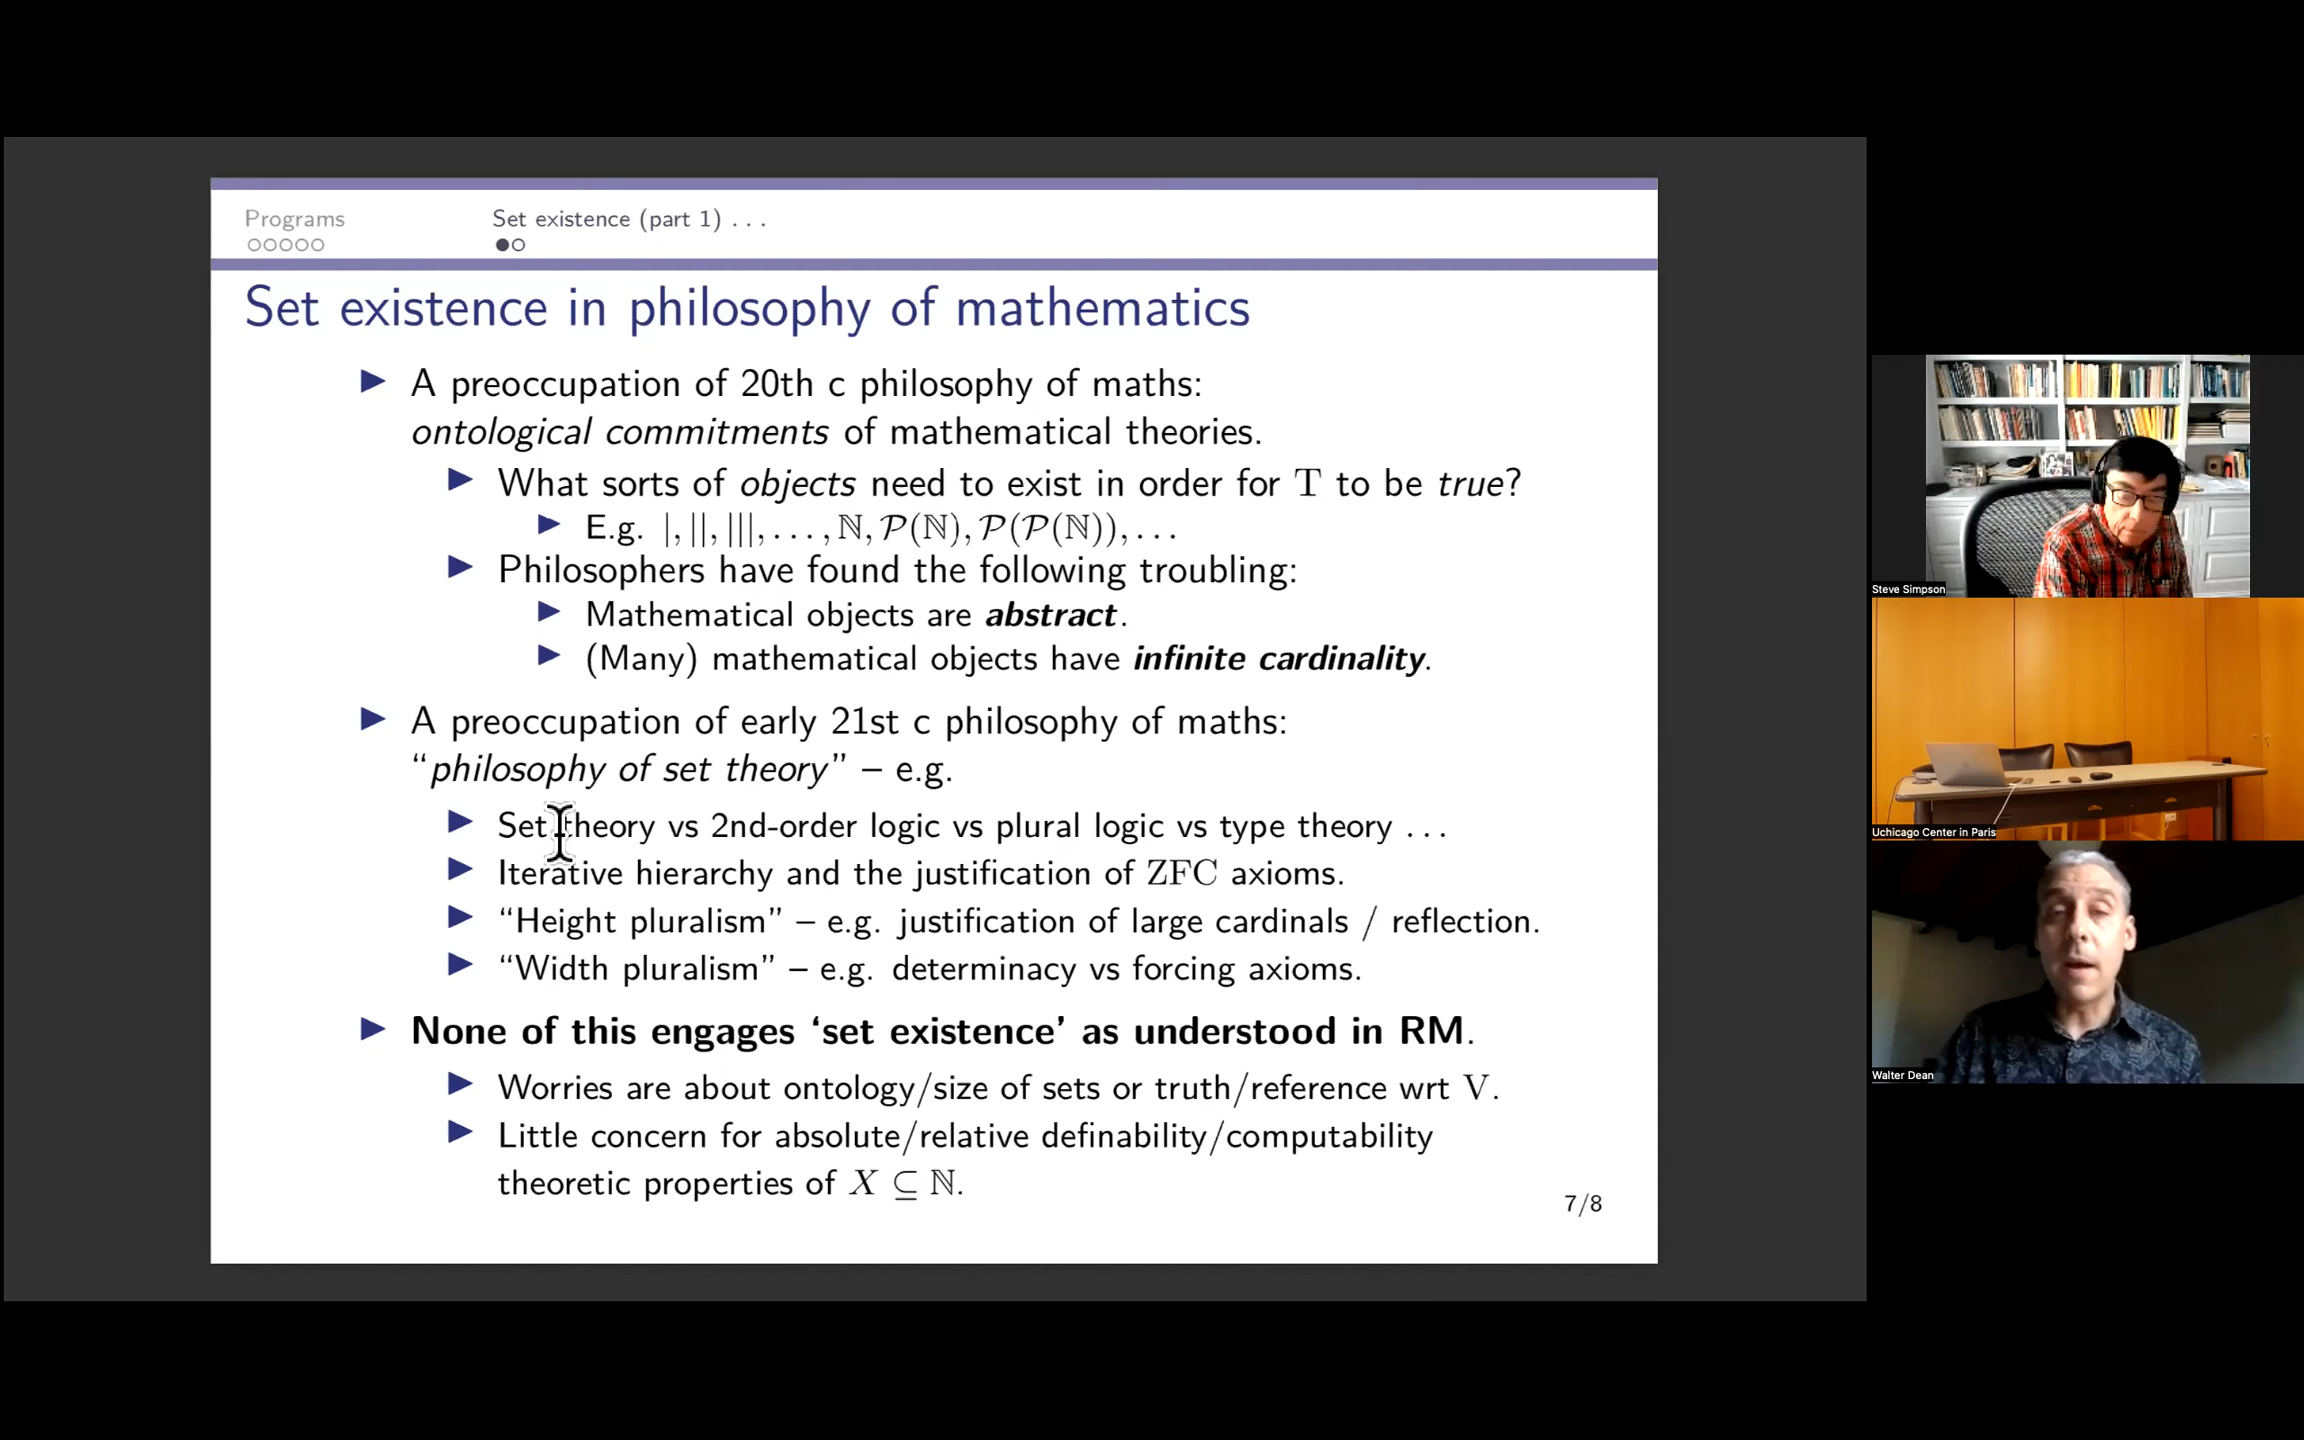 Programs
Set existence (part 1) . . .
Set existence in philosophy of mathematics
A preoccupation of 20th c philosophy of maths:
ontological commitments of mathematical theories.
What sorts of objects need to exist in order for T to be true?
E.g. |, ||, |||, . . . , ℕ, 𝒫(ℕ), 𝒫(𝒫(ℕ)), . . .
Philosophers have found the following troubling:
Mathematical objects are abstract.
(Many) mathematical objects have infinite cardinality.
A preoccupation of early 21st c philosophy of maths:
“philosophy of set theory” – e.g.
Set theory vs 2nd-order logic vs plural logic vs type theory . . .
Iterative hierarchy and the justification of ZFC axioms.
“Height pluralism” – e.g. justification of large cardinals / reflection.
“Width pluralism” – e.g. determinacy vs forcing axioms.
None of this engages ‘set existence’ as understood in RM.
Worries are about ontology/size of sets or truth/reference wrt V.
Little concern for absolute/relative definability/computability
theoretic properties of X ⊆ ℕ.
7/8
Steve Simpson
Uchicago Center in Paris
Walter Dean